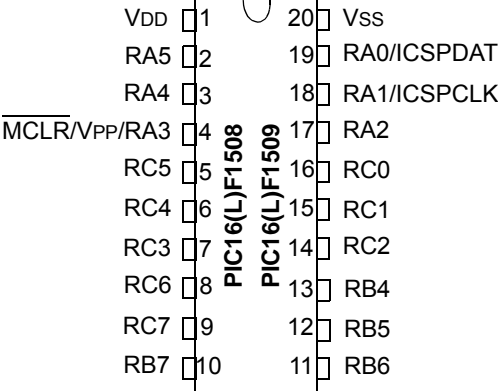 VDD 1 20 VSS
RA5 2 19 RA0/ICSPDAT
RA4 3 18 RA1/ICSPCLK
MCLR/VPP/RA3 4 17 RA2
RC5 5 16 RC0
RC4 6 15 RC1
RC3 7 14 RC2
RC6 8 13 RB4
RC7 9 12 RB5
RB7 10 11 RB6
PIC16(L)F1508
PIC16(L)F1509